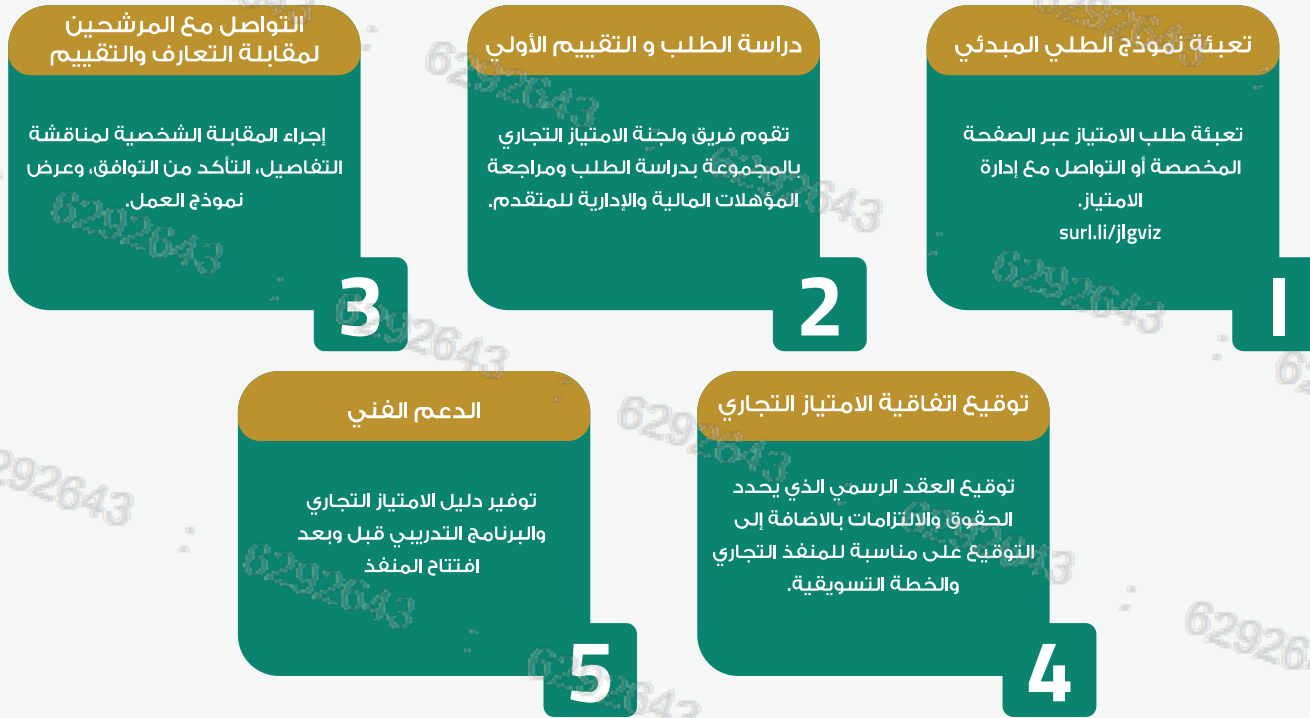 تعبئة نموذج الطلي المبدئي
تعبئة طلب الامتياز عبر الصفحة
المخصصة أو التواصل مع إدارة
الامتياز.
surl.li/jlgviz
1
دراسة الطلب و التقييم الأولي
تقوم فريق ولجنة الامتياز التجاري
بالمجموعة بدراسة الطلب ومراجعة
المؤهلات المالية والإدارية للمتقدم.
2
التواصل مع المرشحين
لمقابلة التعارف والتقييم
إجراء المقابلة الشخصية لمناقشة
التفاصيل، التأكد من التوافق، وعرض
نموذج العمل.
3
توقيع اتفاقية الامتياز التجاري
توقيع العقد الرسمي الذي يحدد
الحقوق والالتزامات بالاضافة إلى
التوقيع على مناسبة للمنفذ التجاري
والخطة التسويقية.
4
الدعم الفني
توفير دليل الامتياز التجاري
والبرنامج التدريبي قبل وبعد
افتتاح المنفذ
5
6292643